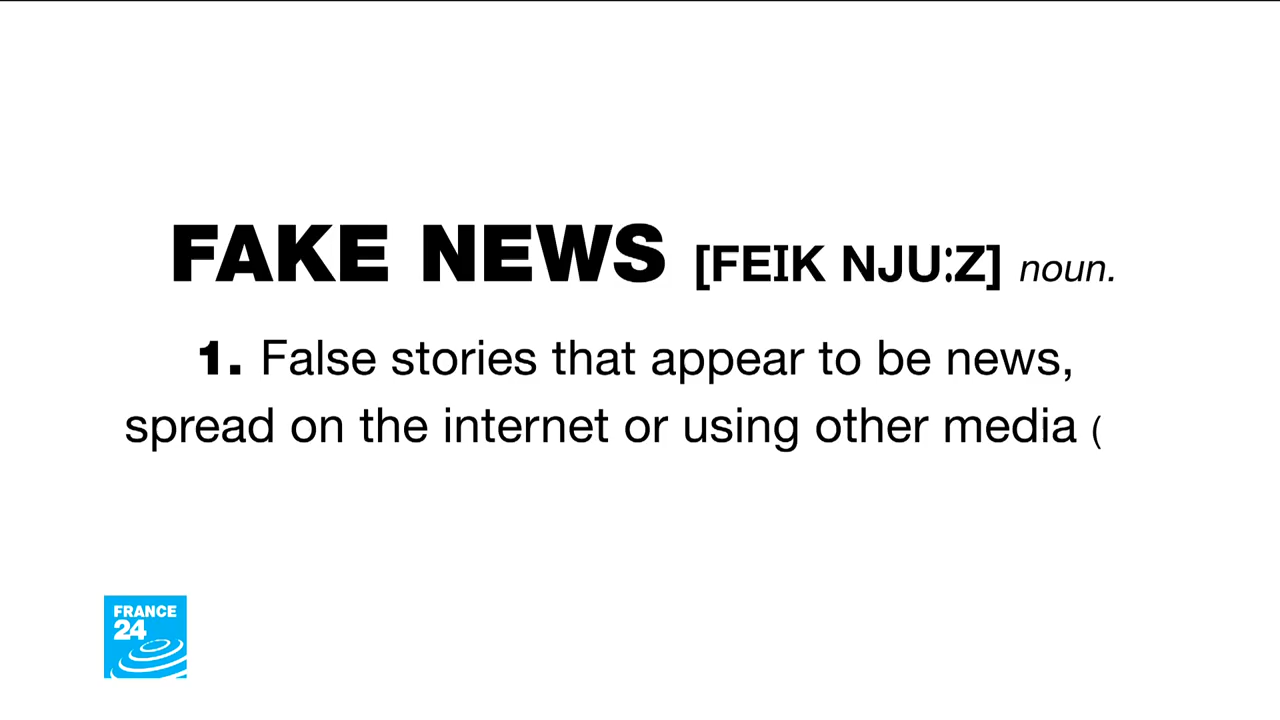 FAKE NEWS [FEIK NJU:Z] noun.
1. False stories that appear to be news,
spread on the internet or using other media (
FRANCE
24